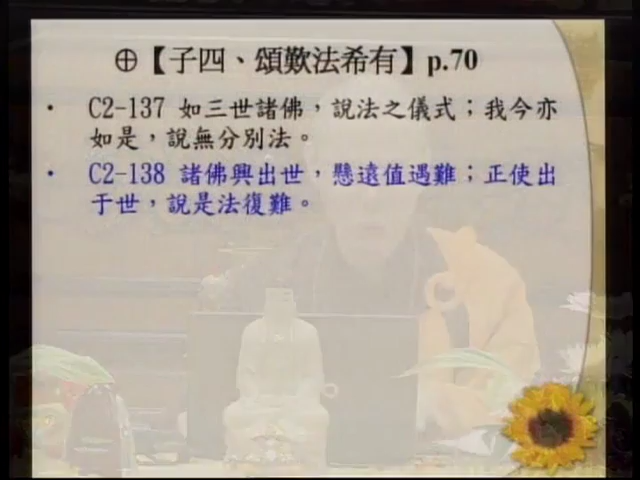 ⊕【子四、頌歎法希有】p.70
• C2-137 如三世諸佛，說法之儀式；我今亦
如是，說無分別法。
• C2-138 諸佛興出世，懸遠值遇難；正使出
于世，說是法復難。